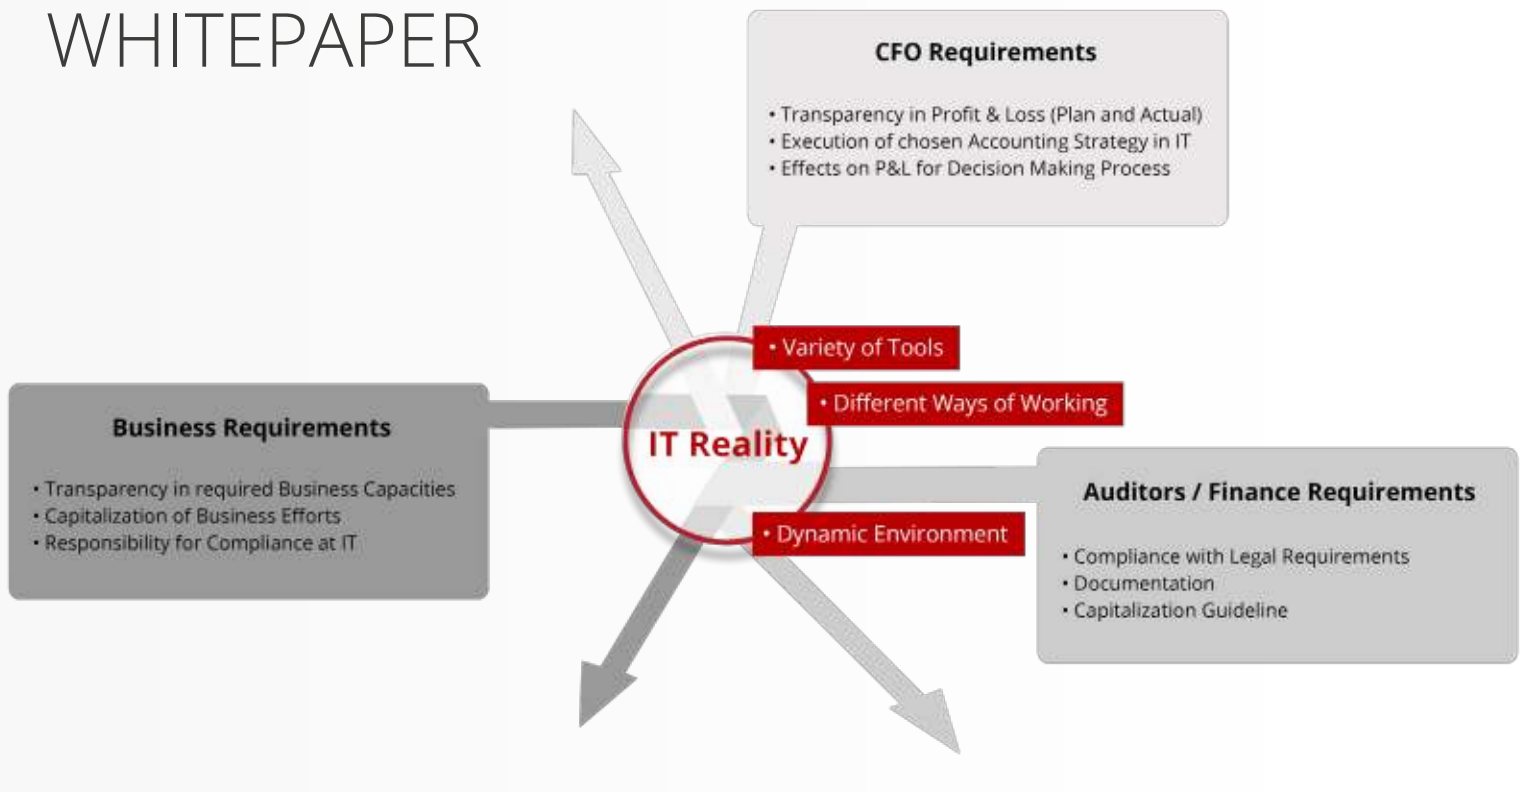 WHITEPAPER
CFO Requirements
• Transparency in Profit & Loss (Plan and Actual)
• Execution of chosen Accounting Strategy in IT
• Effects on P&L for Decision Making Process
• Variety of Tools
• Different Ways of Working
IT Reality
• Dynamic Environment
Business Requirements
• Transparency in required Business Capacities
• Capitalization of Business Efforts
• Responsibility for Compliance at IT
Auditors / Finance Requirements
• Compliance with Legal Requirements
• Documentation
• Capitalization Guideline